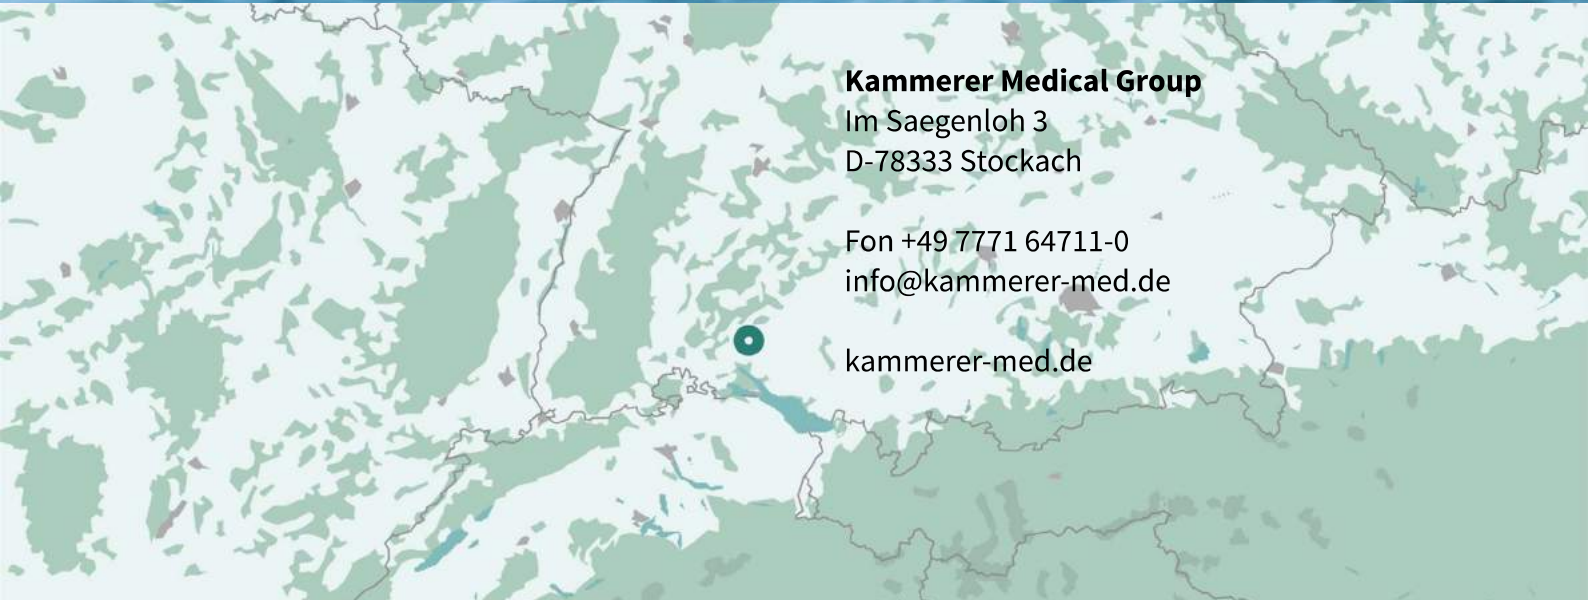 Kammerer Medical Group
Im Saegenloh 3
D-78333 Stockach
Fon +49 7771 64711-0
info@kammerer-med.de
kammerer-med.de